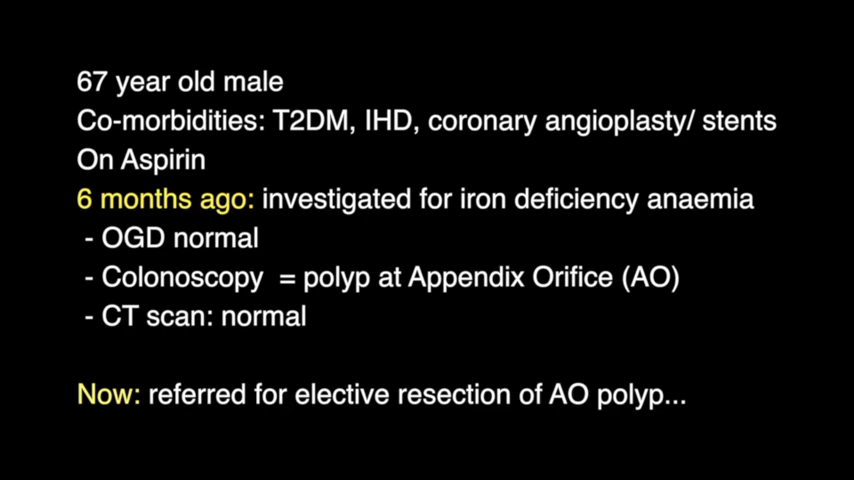 67 year old male
Co-morbidities: T2DM, IHD, coronary angioplasty/ stents
On Aspirin
6 months ago: investigated for iron deficiency anaemia
- OGD normal
- Colonoscopy = polyp at Appendix Orifice (AO)
- CT scan: normal
Now: referred for elective resection of AO polyp...